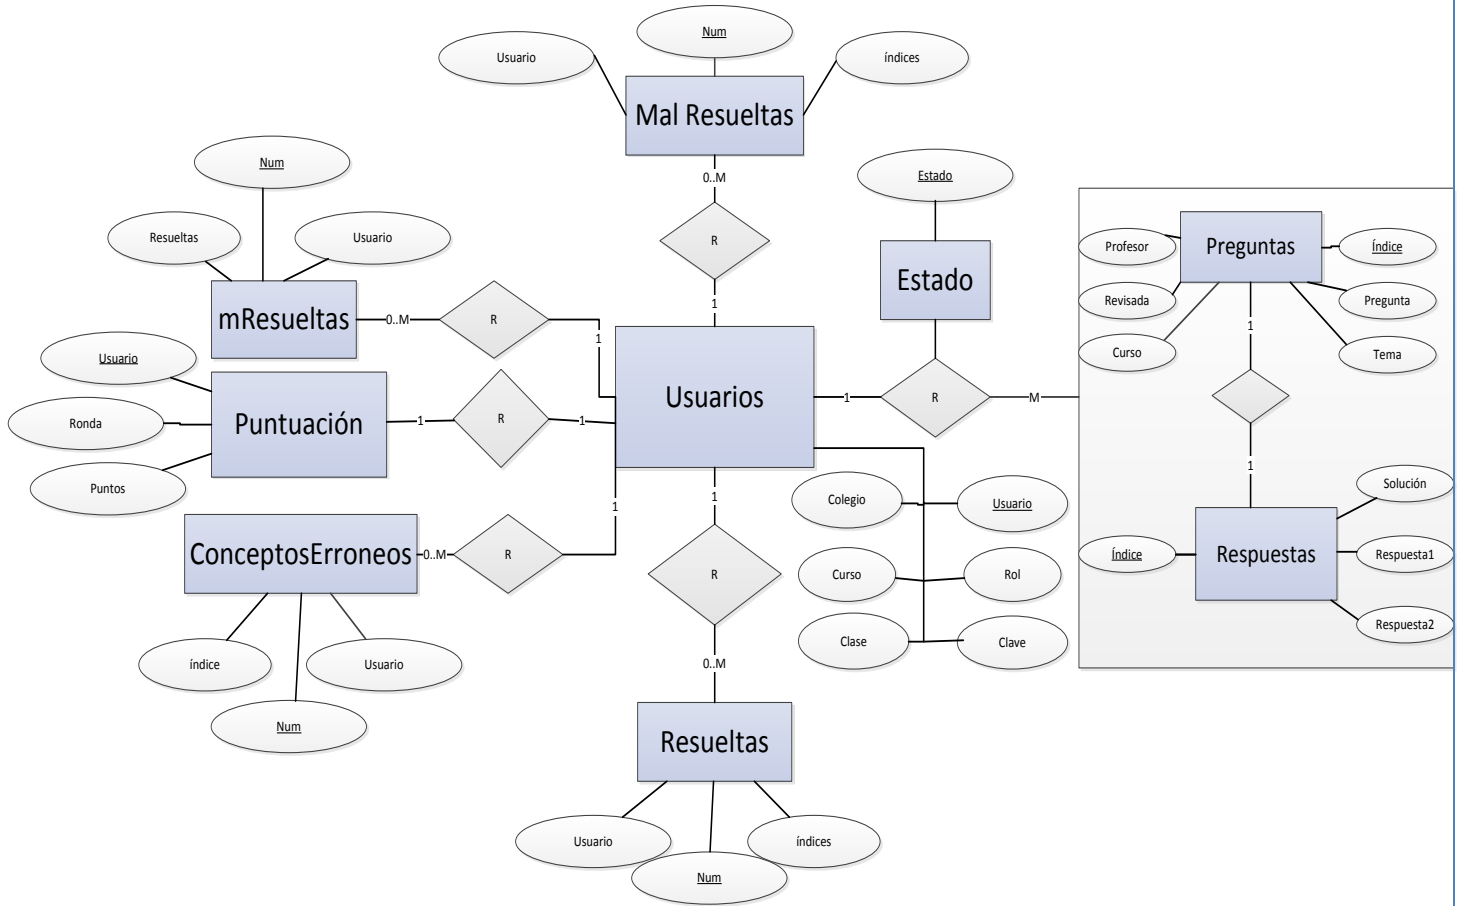 Num
Usuario
índices
Mal Resueltas
0..M
R
1
Num
Resueltas
Usuario
mResueltas
0..M
R
1
Usuario
Ronda
Puntos
Puntuación
1
R
1
ConceptosErroneos
0..M
R
1
índice
Usuario
Num
Usuarios
Estado
Estado
1
R
M
Colegio
Usuario
Curso
Rol
Clase
Clave
1
R
0..M
Resueltas
Usuario
índices
Num
Preguntas
Profesor
Índice
Revisada
Pregunta
Curso
Tema
1
1
Respuestas
Índice
Solución
Respuesta1
Respuesta2